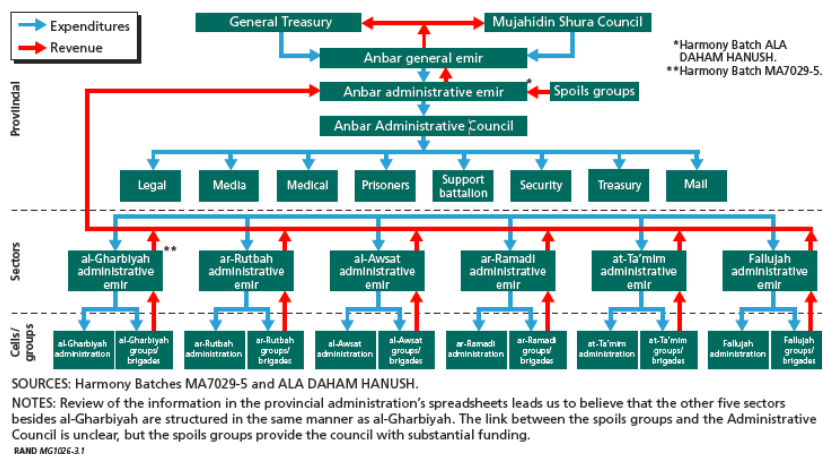 Expenditures
Revenue
General Treasury
Mujahidin Shura Council
*Harmony Batch ALA
DAHAM HANUSH.
**Harmony Batch MA7029-5.
Anbar general emir
Anbar administrative emir
*
Spoils groups
Anbar Administrative Council
Provilndal
Legal
Media
Medical
Prisoners
Support
battalion
Security
Treasury
Mail
Sectors
al-Gharbiyah
administrative
emir
**
ar-Rutbah
administrative
emir
al-Awsat
administrative
emir
ar-Ramadi
administrative
emir
at-Ta'mim
administrative
emir
Fallujah
administrative
emir
Cells/
groups
al-Gharbiyah
administration
al-Gharbiyah
groups/
brigades
ar-Rutbah
administration
ar-Rutbah
groups/
brigades
al-Awsat
administration
al-Awsat
groups/
brigades
ar-Ramadi
administration
ar-Ramadi
groups/
brigades
at-Ta'mim
administration
at-Ta'mim
groups/
brigades
Fallujah
administration
Fallujah
groups/
brigades
SOURCES: Harmony Batches MA7029-5 and ALA DAHAM HANUSH.
NOTES: Review of the information in the provincial administration's spreadsheets leads us to believe that the other five sectors
besides al-Gharbiyah are structured in the same manner as al-Gharbiyah. The link between the spoils groups and the Administrative
Council is unclear, but the spoils groups provide the council with substantial funding.
RAND MG1026-3.1